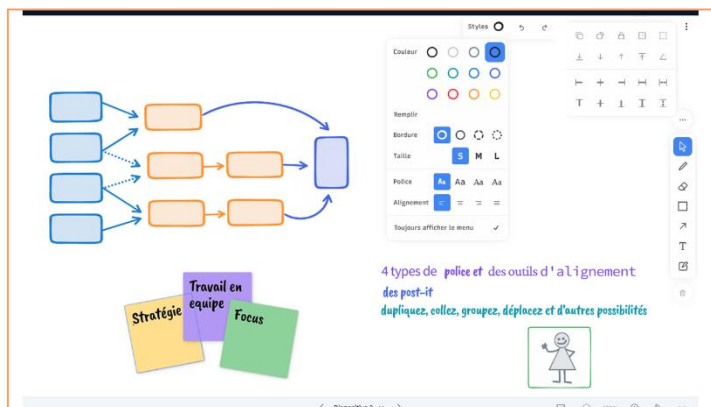 Styles
Couleur
Remplir
Bordure
Taille S M L
Police Aa Aa Aa Aa
Alignement
Toujours afficher le menu
Stratégie
Travail en
equipe
Focus
4 types de police et des outils d'alignement
des post-it
dupliquez, collez, groupez, déplacez et d'autres possibilités
T